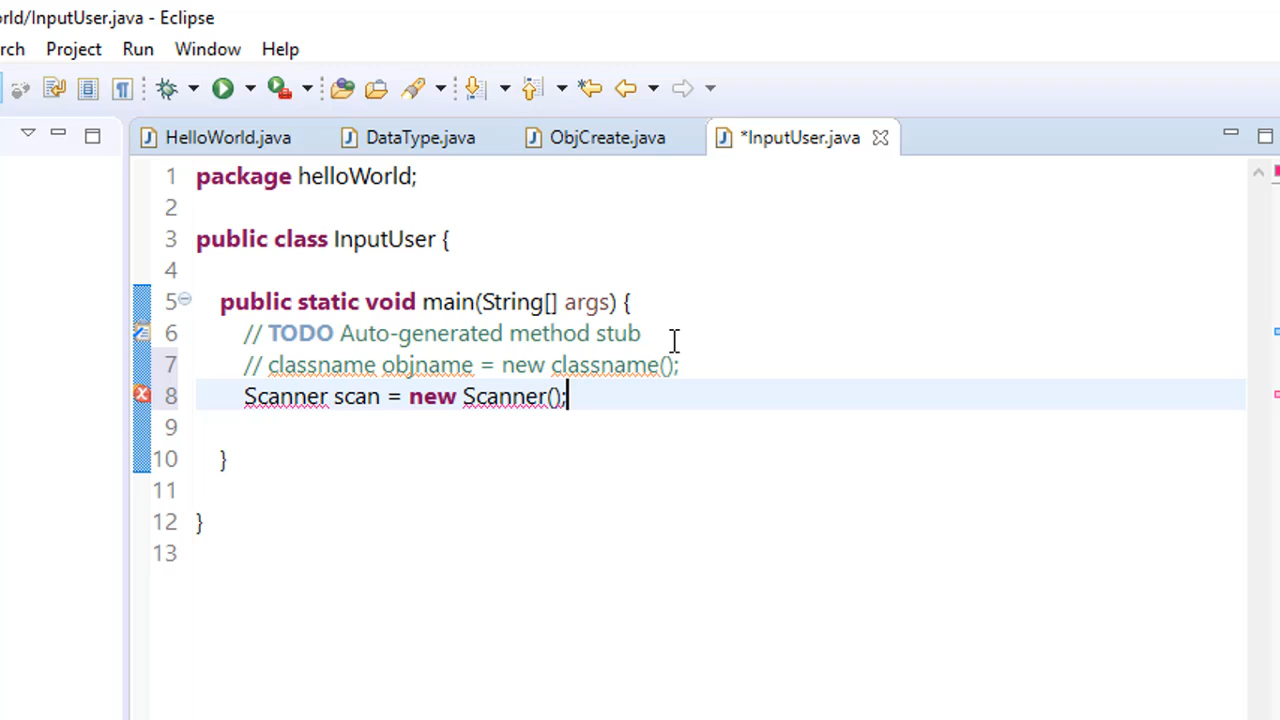 rld/InputUser.java - Eclipse
rch Project Run Window Help
HelloWorld.java DataType.java ObjCreate.java *InputUser.java
1 package helloWorld;
2
3 public class InputUser {
4
5 public static void main(String[] args) {
6 // TODO Auto-generated method stub
7 // classname objname = new classname();
8 Scanner scan = new Scanner();
9
10 }
11
12 }
13